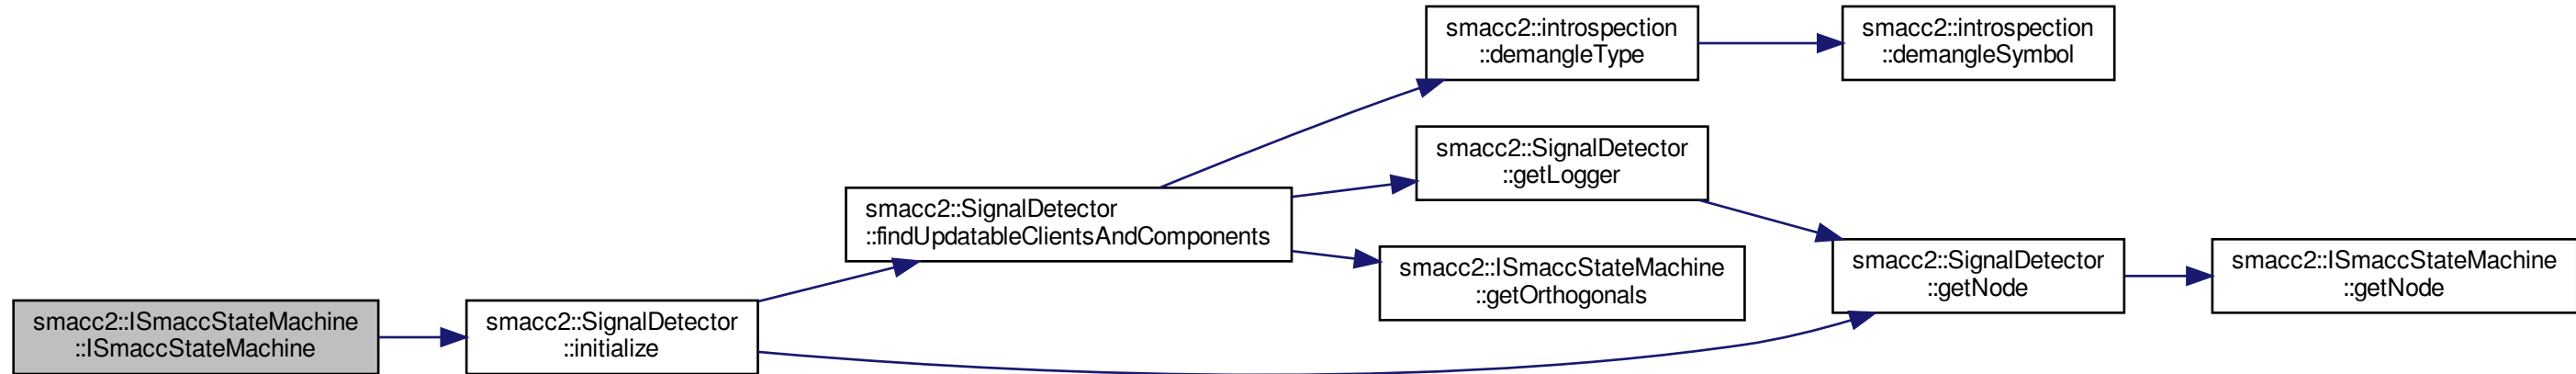 smacc2::introspection
::demangleType
smacc2::introspection
::demangleSymbol
smacc2::SignalDetector
::getLogger
smacc2::SignalDetector
::findUpdatableClientsAndComponents
smacc2::ISmaccStateMachine
::getOrthogonals
smacc2::SignalDetector
::getNode
smacc2::ISmaccStateMachine
::getNode
smacc2::ISmaccStateMachine
::ISmaccStateMachine
smacc2::SignalDetector
::initialize